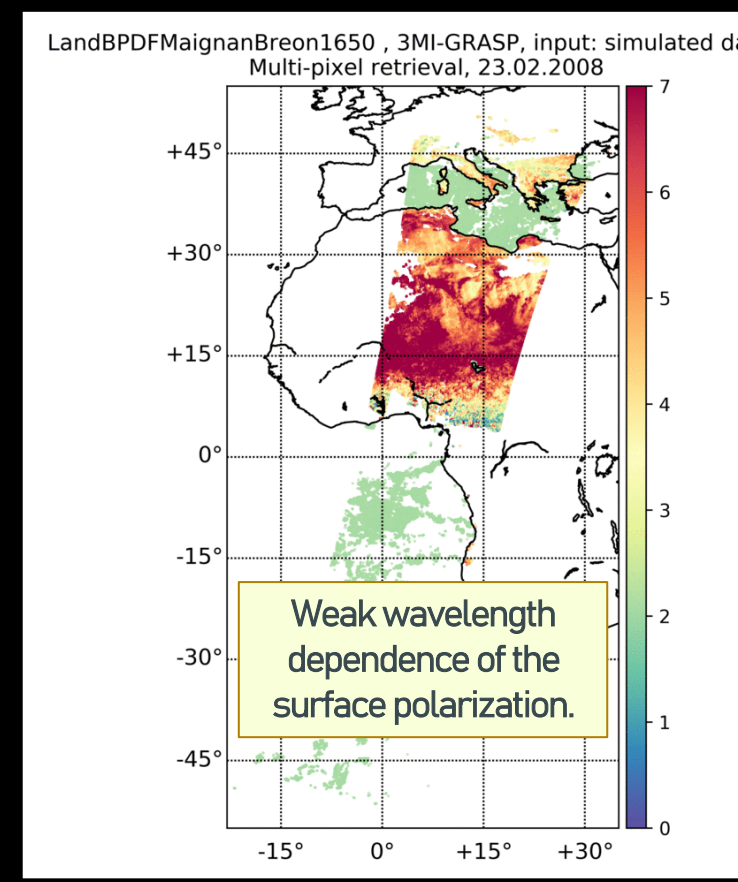 LandBPDFMaignanBreon1650 , 3MI-GRASP, input: simulated da
Multi-pixel retrieval, 23.02.2008
7
+45°
6
+30°
5
+15°
4
0°
3
-15°
2
Weak wavelength
dependence of the
surface polarization.
-30°
1
-45°
0
-15° 0° +15° +30°